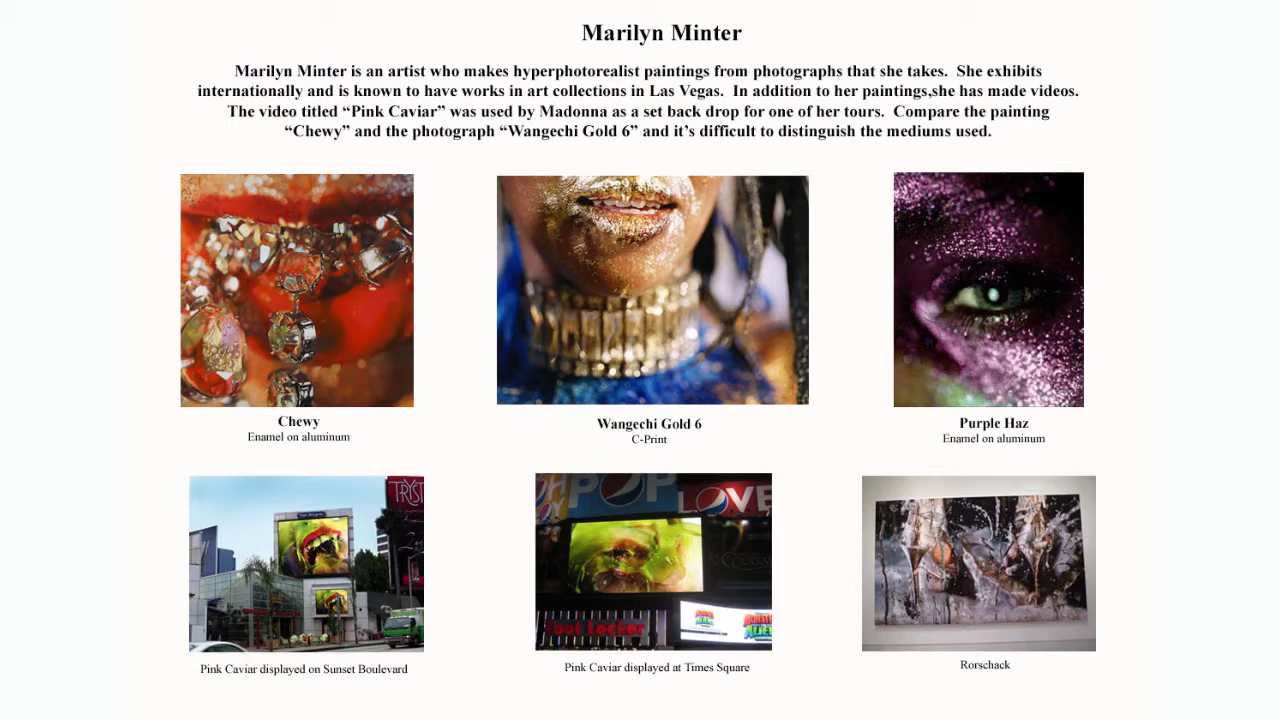 Marilyn Minter
Marilyn Minter is an artist who makes hyperphotorealist paintings from photographs that she takes.  She exhibits
internationally and is known to have works in art collections in Las Vegas.  In addition to her paintings,she has made videos.
The video titled “Pink Caviar” was used by Madonna as a set back drop for one of her tours.  Compare the painting
“Chewy” and the photograph “Wangechi Gold 6” and it’s difficult to distinguish the mediums used.
Chewy
Enamel on aluminum
Wangechi Gold 6
C-Print
Purple Haz
Enamel on aluminum
TRYST
POP
LOVE
Foot Locker
Pink Caviar displayed on Sunset Boulevard
Pink Caviar displayed at Times Square
Rorschack